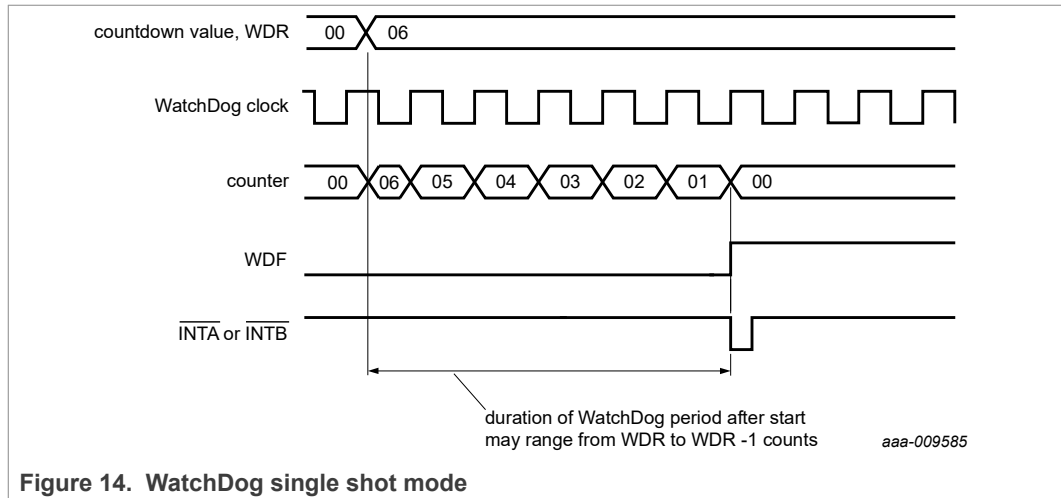 countdown value, WDR 00 06
WatchDog clock
counter 00 06 05 04 03 02 01 00
WDF
INTA or INTB
duration of WatchDog period after start
may range from WDR to WDR -1 counts
aaa-009585
Figure 14. WatchDog single shot mode